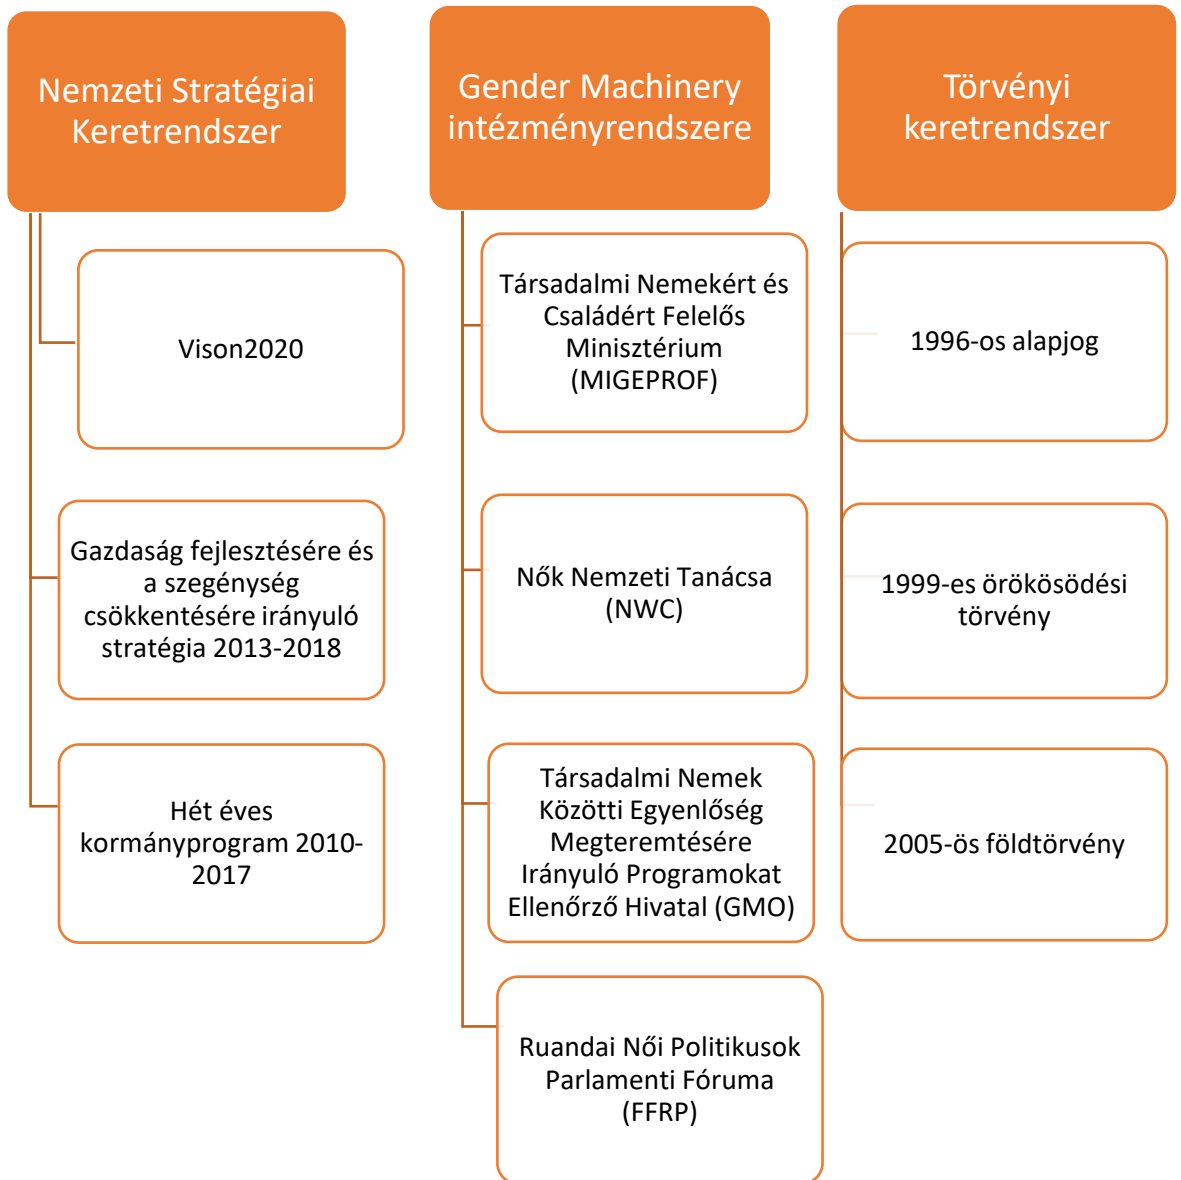 Nemzeti Stratégiai
Keretrendszer
Vison2020
Gazdaság fejlesztésére és
a szegénység
csökkentésére irányuló
stratégia 2013-2018
Hét éves
kormányprogram 2010-
2017
Gender Machinery
intézményrendszere
Társadalmi Nemekért és
Családért Felelős
Minisztérium
(MIGEPROF)
Nők Nemzeti Tanácsa
(NWC)
Társadalmi Nemek
Közötti Egyenlőség
Megteremtésére
Irányuló Programokat
Ellenőrző Hivatal (GMO)
Ruandai Női Politikusok
Parlamenti Fóruma
(FFRP)
Törvényi
keretrendszer
1996-os alapjog
1999-es örökösödési
törvény
2005-ös földtörvény